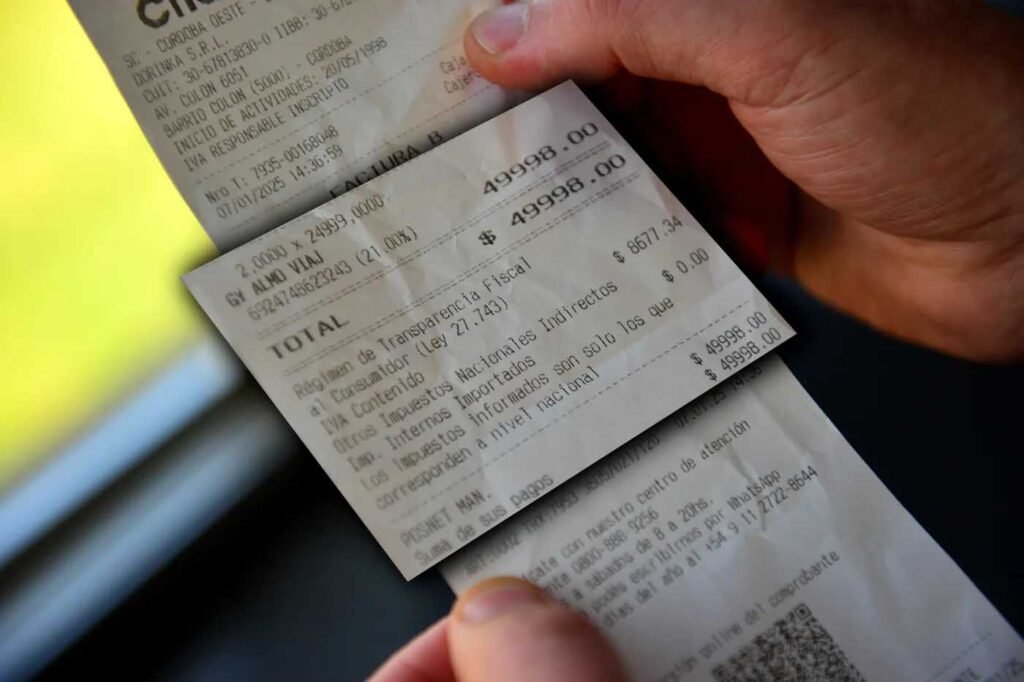 SC. - CORDOBA OESTE -
DORINKA S.R.L.
CUIT: 30-67813830-0 IIBB: 30-67
AV COLON 6051
BARRIO COLON (5000) - CORDOBA
INICIO DE ACTIVIDADES: 20/05/1998
IVA RESPONSABLE INSCRIPTO
Nro T: 7935-00168048
07/01/2025 14:36:59
FACTURA B
2,0000 x 24999,0000
GY ALMO VIAJ
6924748623243 (21.00%) 49998.00
TOTAL $ 49998.00
Régimen de Transparencia Fiscal
al Consumidor (Ley 27.743)
IVA Contenido $ 8677.34
Otros Impuestos Nacionales Indirectos
Imp. Internos Importados $ 0.00
Los impuestos informados son solo los que
corresponden a nivel nacional
POSNET MAN. $ 49998.00
Suma de sus pagos $ 49998.00
con nuestro centro de atención
0800-888 9256
a sábados de 8 a 20hs.
podés escribirnos por WhatsApp
días del año al +54 9 11 2722-8644
online del comprobante